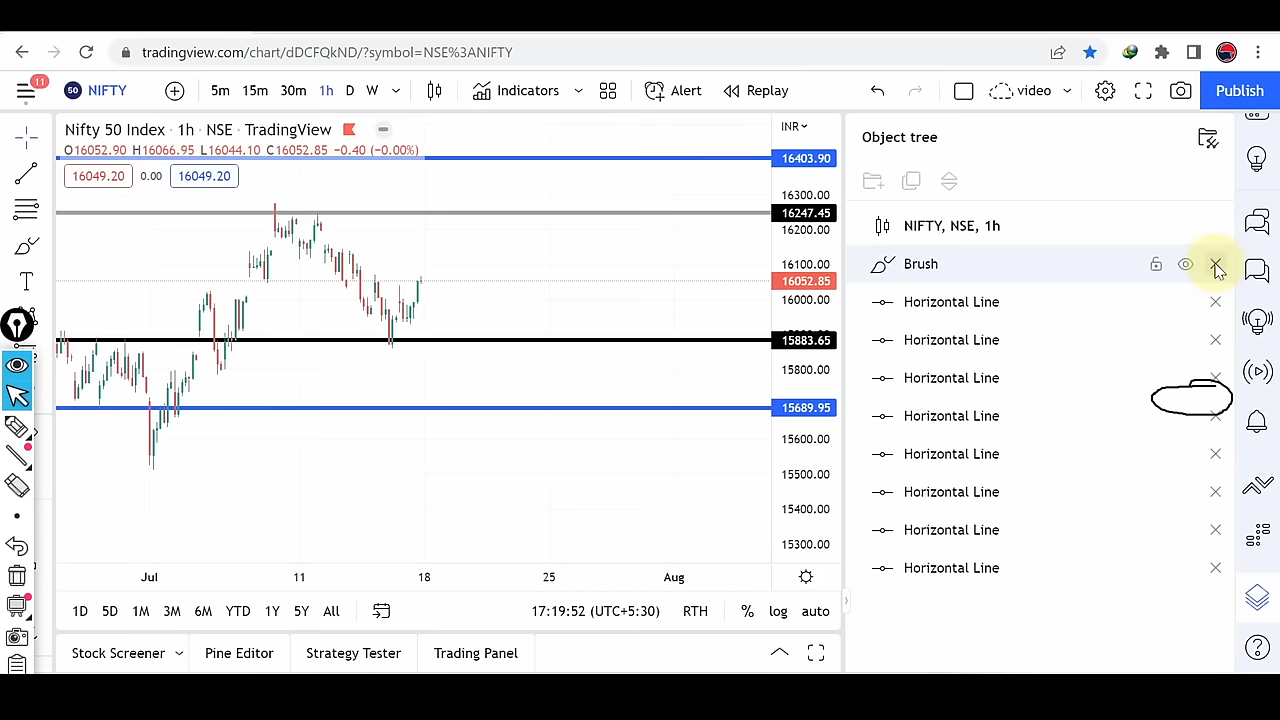 tradingview.com/chart/dDCFQkND/?symbol=NSE%3ANIFTY
11
50 NIFTY 5m 15m 30m 1h D W Indicators Alert Replay video Publish
Nifty 50 Index · 1h · NSE · TradingView
O16052.90 H16066.95 L16044.10 C16052.85 −0.40 (−0.00%)
16049.20 0.00 16049.20
INR
16403.90
16300.00
16247.45
16200.00
16100.00
16052.85
16000.00
15883.65
15800.00
15689.95
15600.00
15500.00
15400.00
15300.00
Jul 11 18 25 Aug
1D 5D 1M 3M 6M YTD 1Y 5Y All 17:19:52 (UTC+5:30) RTH % log auto
Stock Screener Pine Editor Strategy Tester Trading Panel
Object tree
NIFTY, NSE, 1h
Brush
Horizontal Line
Horizontal Line
Horizontal Line
Horizontal Line
Horizontal Line
Horizontal Line
Horizontal Line
Horizontal Line